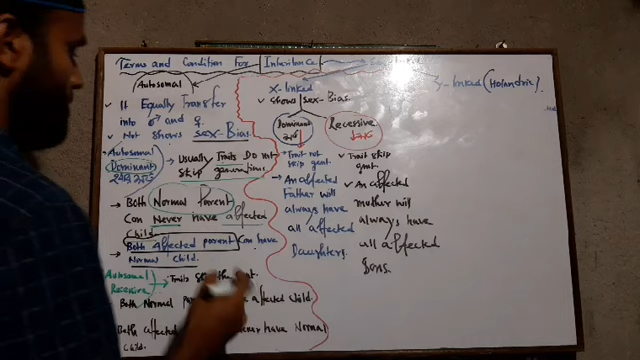 Terms and Condition For Inheritance
Autosomal
✓ It Equally Transfer
into ♂ and ♀.
✓ Not shows sex-Bias
Autosomal
Dominant
→ Usually Traits Do not
skip generations
→ Both Normal Parent
Can Never have affected
Child
Both Affected parent Can have
→ Normal Child.
Autosomal
Recessive
Traits
Both Normal affected child.
Both affected have Normal
child.
X-linked
✓ shows sex-Bias
Dominant
Trait not
skip
→ An affected
Father will
always have
all affected
Daughters.
Recessive
✓ Trait skip
✓ An affected
mother will
always have
all affected
Sons.
Y-linked (Holandric).